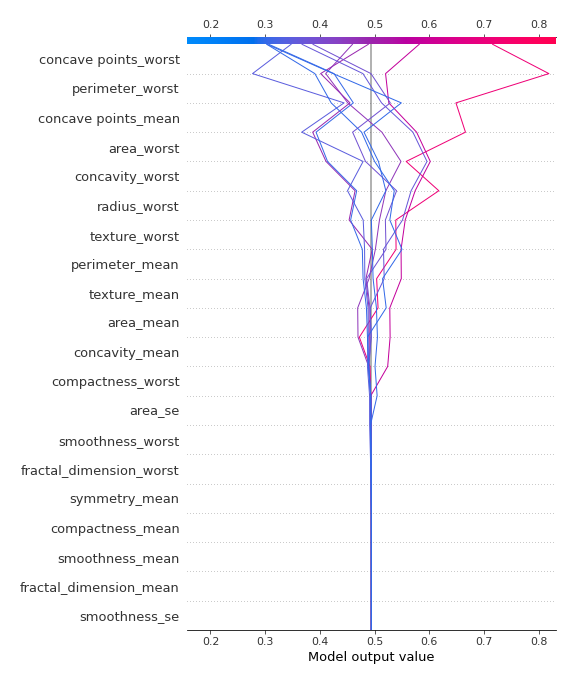 0.2 0.3 0.4 0.5 0.6 0.7 0.8
concave points_worst
perimeter_worst
concave points_mean
area_worst
concavity_worst
radius_worst
texture_worst
perimeter_mean
texture_mean
area_mean
concavity_mean
compactness_worst
area_se
smoothness_worst
fractal_dimension_worst
symmetry_mean
compactness_mean
smoothness_mean
fractal_dimension_mean
smoothness_se
0.2 0.3 0.4 0.5 0.6 0.7 0.8
Model output value